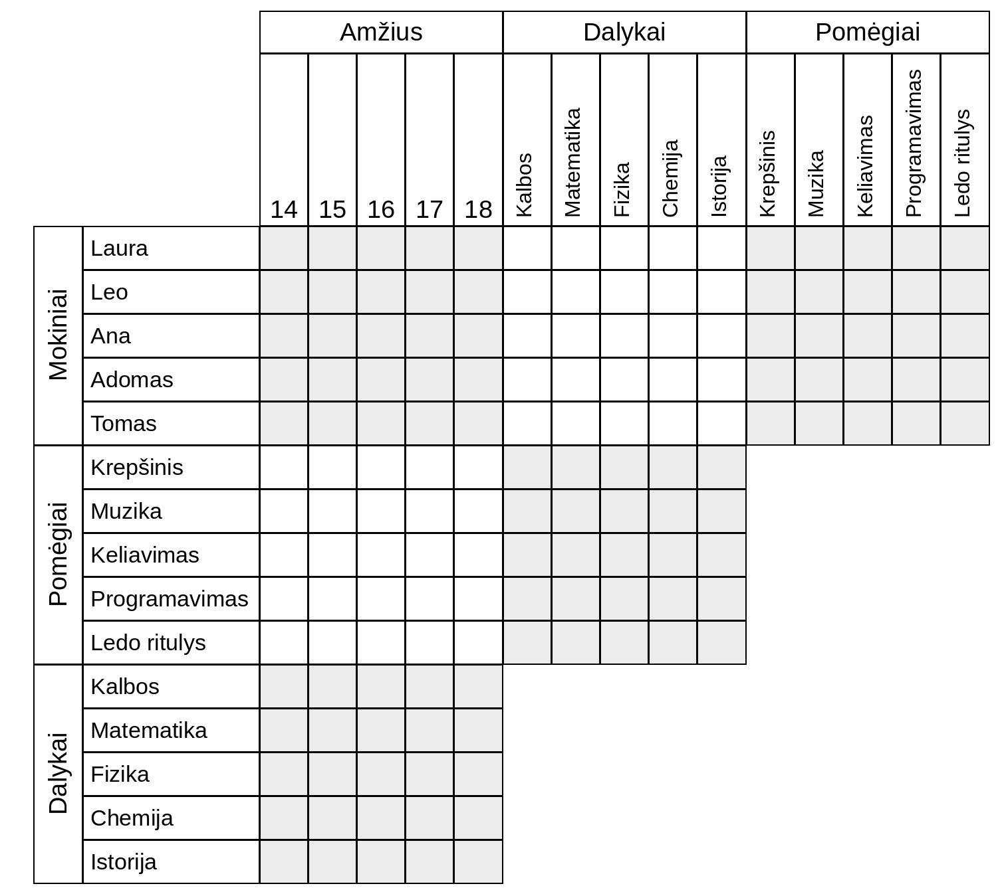 Amžius Dalykai Pomėgiai
14 15 16 17 18 Kalbos Matematika Fizika Chemija Istorija Krepšinis Muzika Keliavimas Programavimas Ledo ritulys
Mokiniai
Laura
Leo
Ana
Adomas
Tomas
Pomėgiai
Krepšinis
Muzika
Keliavimas
Programavimas
Ledo ritulys
Dalykai
Kalbos
Matematika
Fizika
Chemija
Istorija